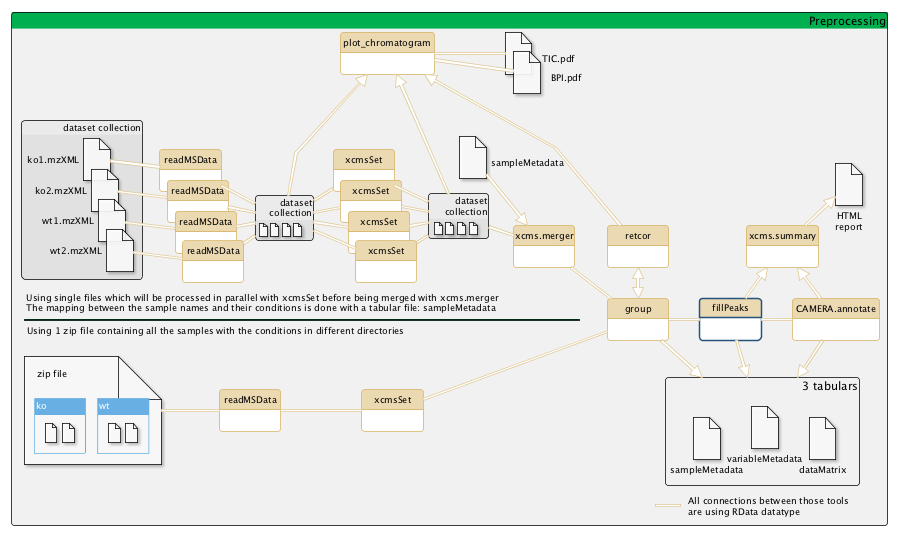 Preprocessing
plot_chromatogram
TIC.pdf
BPI.pdf
dataset collection
ko1.mzXML
ko2.mzXML
wt1.mzXML
wt2.mzXML
readMSData
readMSData
readMSData
readMSData
dataset
collection
xcmsSet
xcmsSet
xcmsSet
xcmsSet
dataset
collection
sampleMetadata
xcms.merger
retcor
xcms.summary
HTML
report
group
fillPeaks
CAMERA.annotate
Using single files which will be processed in parallel with xcmsSet before being merged with xcms.merger
The mapping between the sample names and their conditions is done with a tabular file: sampleMetadata
Using 1 zip file containing all the samples with the conditions in different directories
zip file
ko
wt
readMSData
xcmsSet
3 tabulars
sampleMetadata
variableMetadata
dataMatrix
All connections between those tools
are using RData datatype